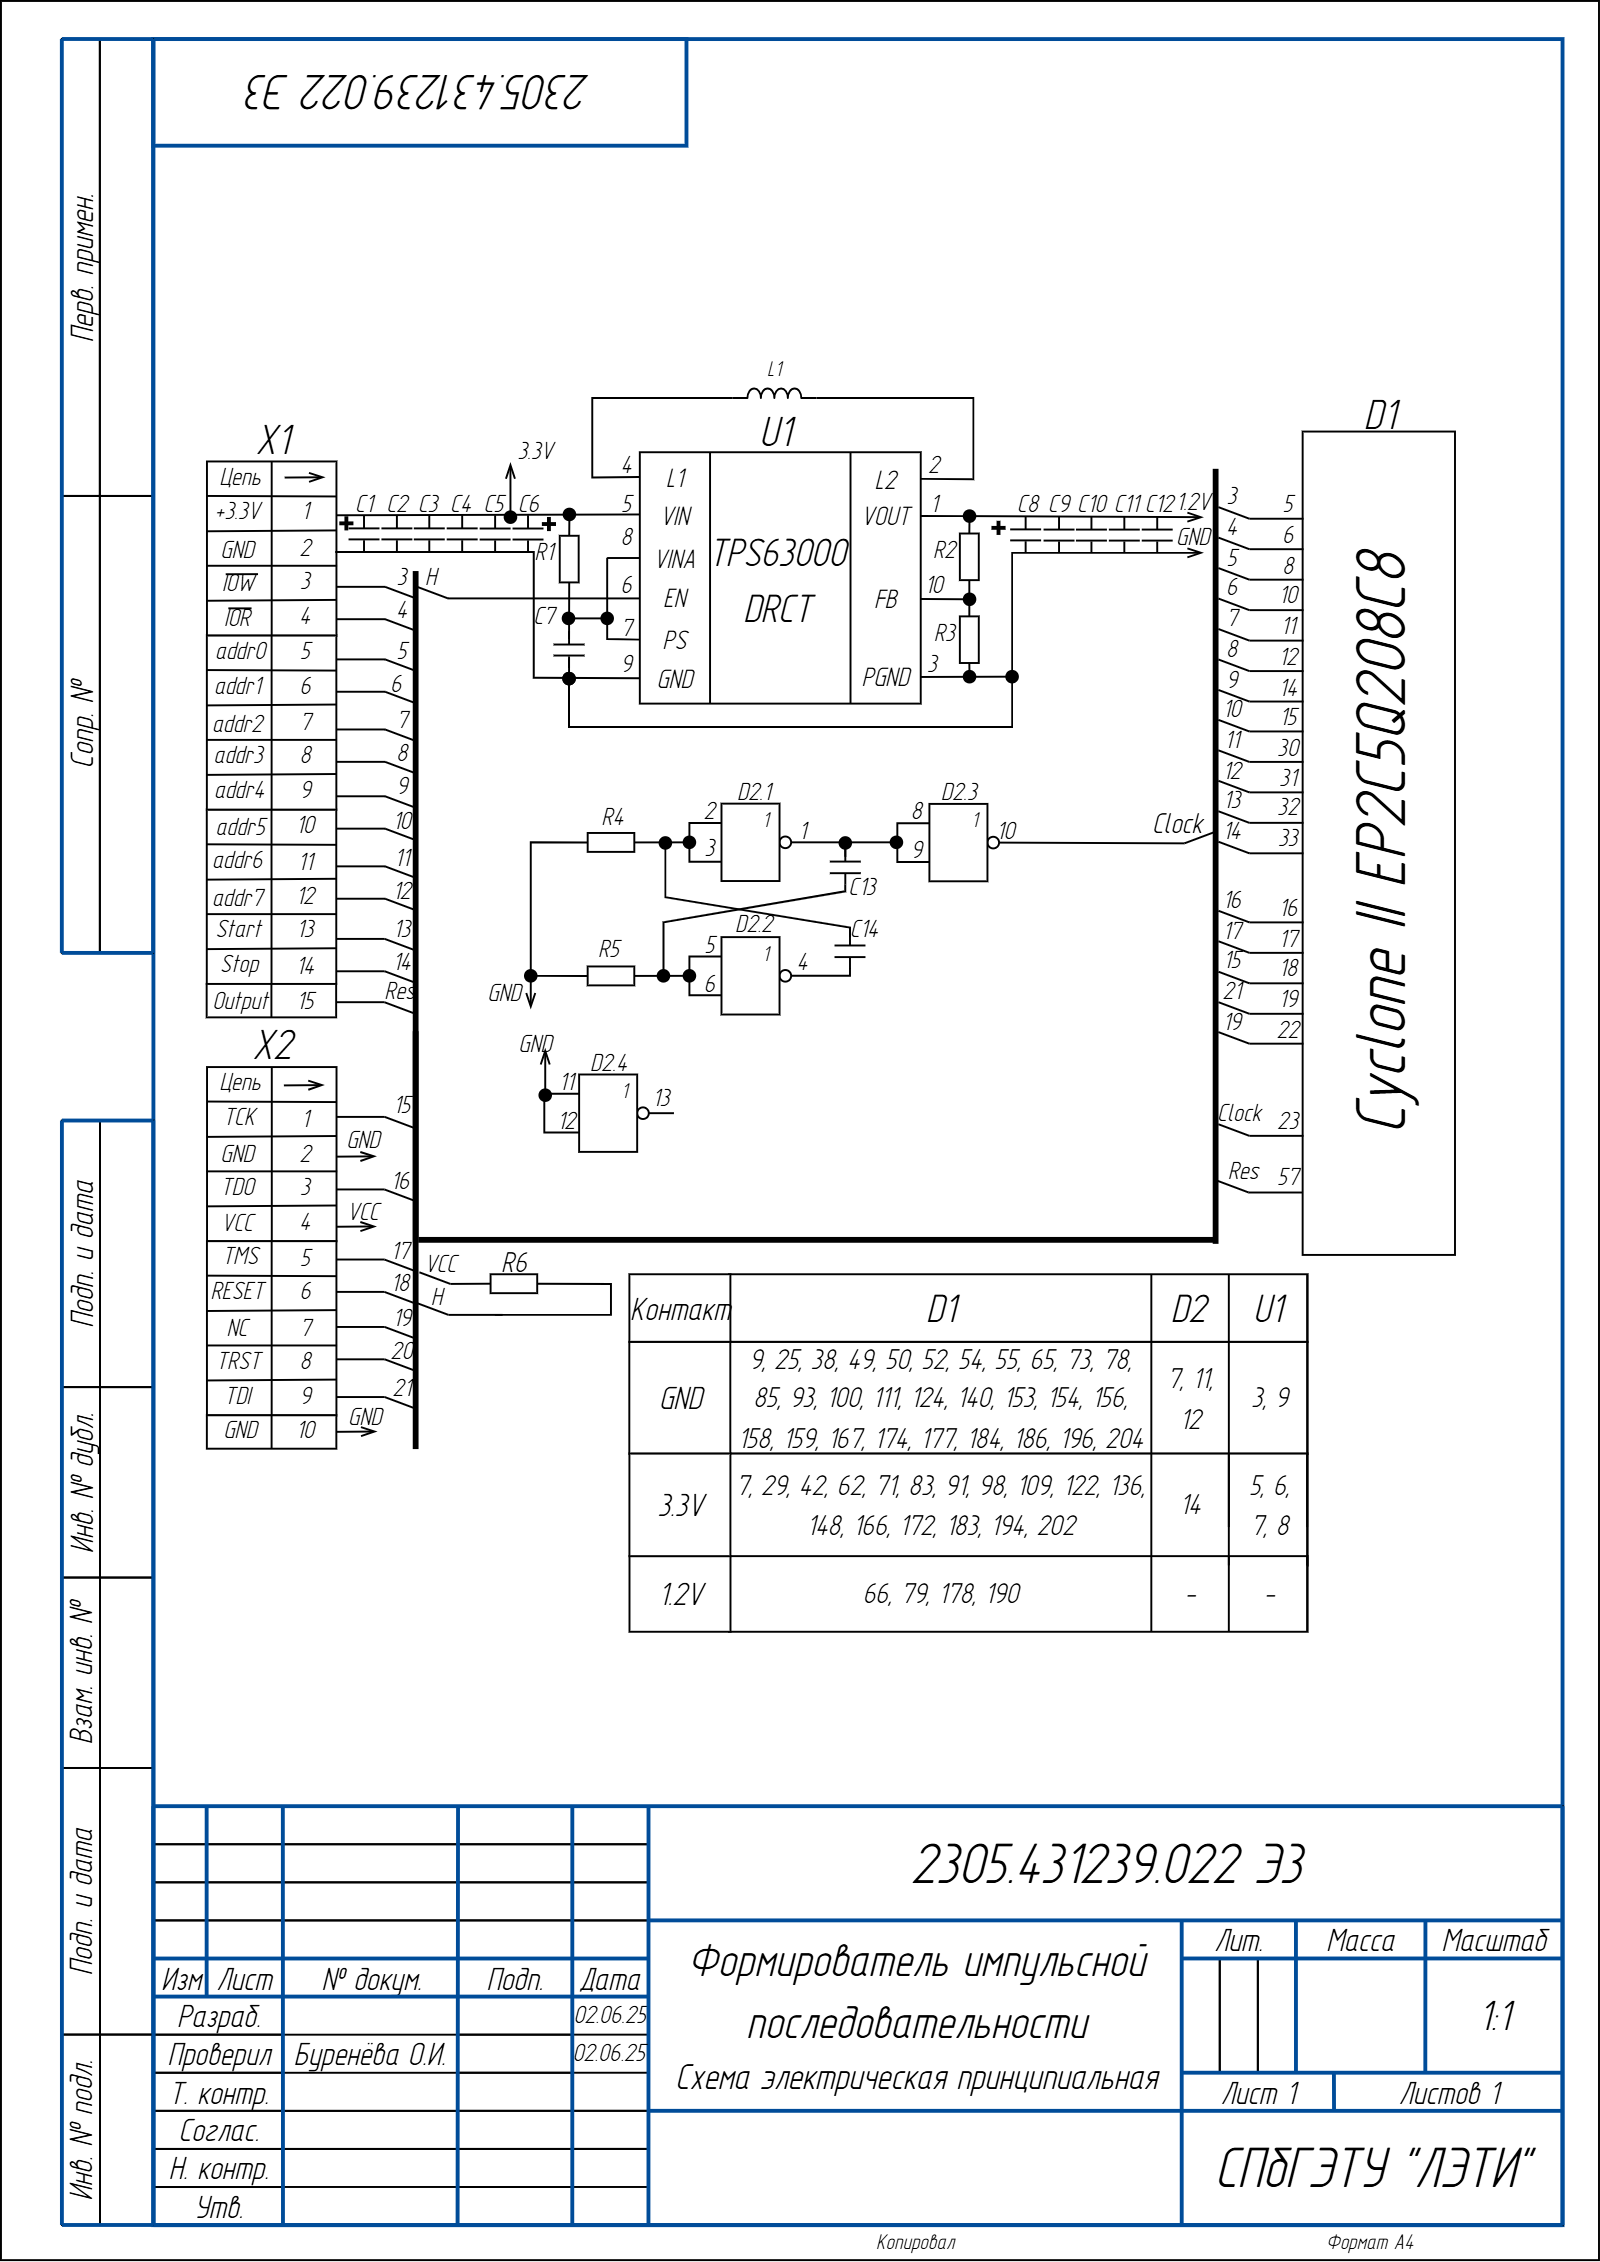 2305.431239.022 ЭЗ
Перв. примен.
Сопр. №
Подп. и дата
Инв. № дубл.
Взам. инв. №
Подп. и дата
Инв. № подл.
X1
Цепь
+3.3V 1
GND 2
IOW 3
IOR 4
addr0 5
addr1 6
addr2 7
addr3 8
addr4 9
addr5 10
addr6 11
addr7 12
Start 13
Stop 14
Output 15
3 H
4
5
6
7
8
9
10
11
12
13
14
Res
X2
Цепь
TCK 1
GND 2
TDO 3
VCC 4
TMS 5
RESET 6
NC 7
TRST 8
TDI 9
GND 10
15
GND
16
VCC
17
18
19
20
21
GND
VCC
H
R6
3.3V
C1 C2 C3 C4 C5 C6
+ +
R1
C7
L1
U1
4 L1
5 VIN
8 VINA
6 EN
7 PS
9 GND
TPS63000
DRCT
L2 2
VOUT 1
FB 10
PGND 3
R2
R3
+
C8 C9 C10 C11 C12 1.2V
GND
R4
D2.1
2 1 1
3
D2.3
8 1 10
9
Clock
C13
C14
R5
D2.2
5 1 4
6
GND
GND
D2.4
11 1 13
12
D1
Cyclone II EP2C5Q208C8
3 5
4 6
5 8
6 10
7 11
8 12
9 14
10 15
11 30
12 31
13 32
14 33
16 16
17 17
15 18
21 19
19 22
Clock 23
Res 57
Контакт D1 D2 U1
GND
9, 25, 38, 49, 50, 52, 54, 55, 65, 73, 78,
85, 93, 100, 111, 124, 140, 153, 154, 156,
158, 159, 167, 174, 177, 184, 186, 196, 204
7, 11,
12
3, 9
3.3V
7, 29, 42, 62, 71, 83, 91, 98, 109, 122, 136,
148, 166, 172, 183, 194, 202
14
5, 6,
7, 8
1.2V 66, 79, 178, 190 - -
2305.431239.022 ЭЗ
Изм Лист № докум. Подп. Дата
Разраб. 02.06.25
Проверил Буренёва О.И. 02.06.25
Т. контр.
Соглас.
Н. контр.
Утв.
Формирователь импульсной
последовательности
Схема электрическая принципиальная
Лит. Масса Масштаб
1:1
Лист 1 Листов 1
СПбГЭТУ "ЛЭТИ"
Копировал Формат А4